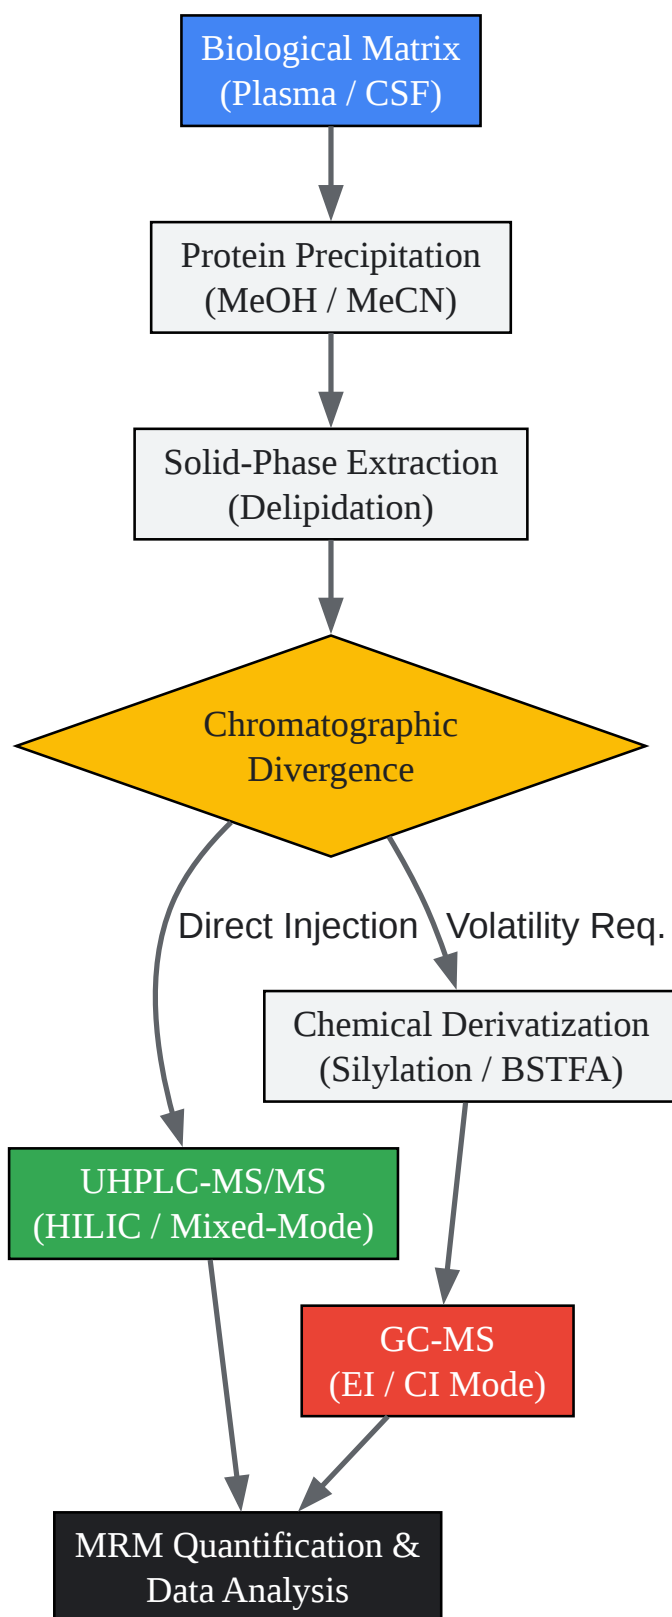 Biological Matrix
(Plasma / CSF)
Protein Precipitation
(MeOH / MeCN)
Solid-Phase Extraction
(Delipidation)
Chromatographic
Divergence
Direct Injection
Volatility Req.
Chemical Derivatization
(Silylation / BSTFA)
UHPLC-MS/MS
(HILIC / Mixed-Mode)
GC-MS
(EI / CI Mode)
MRM Quantification &
Data Analysis